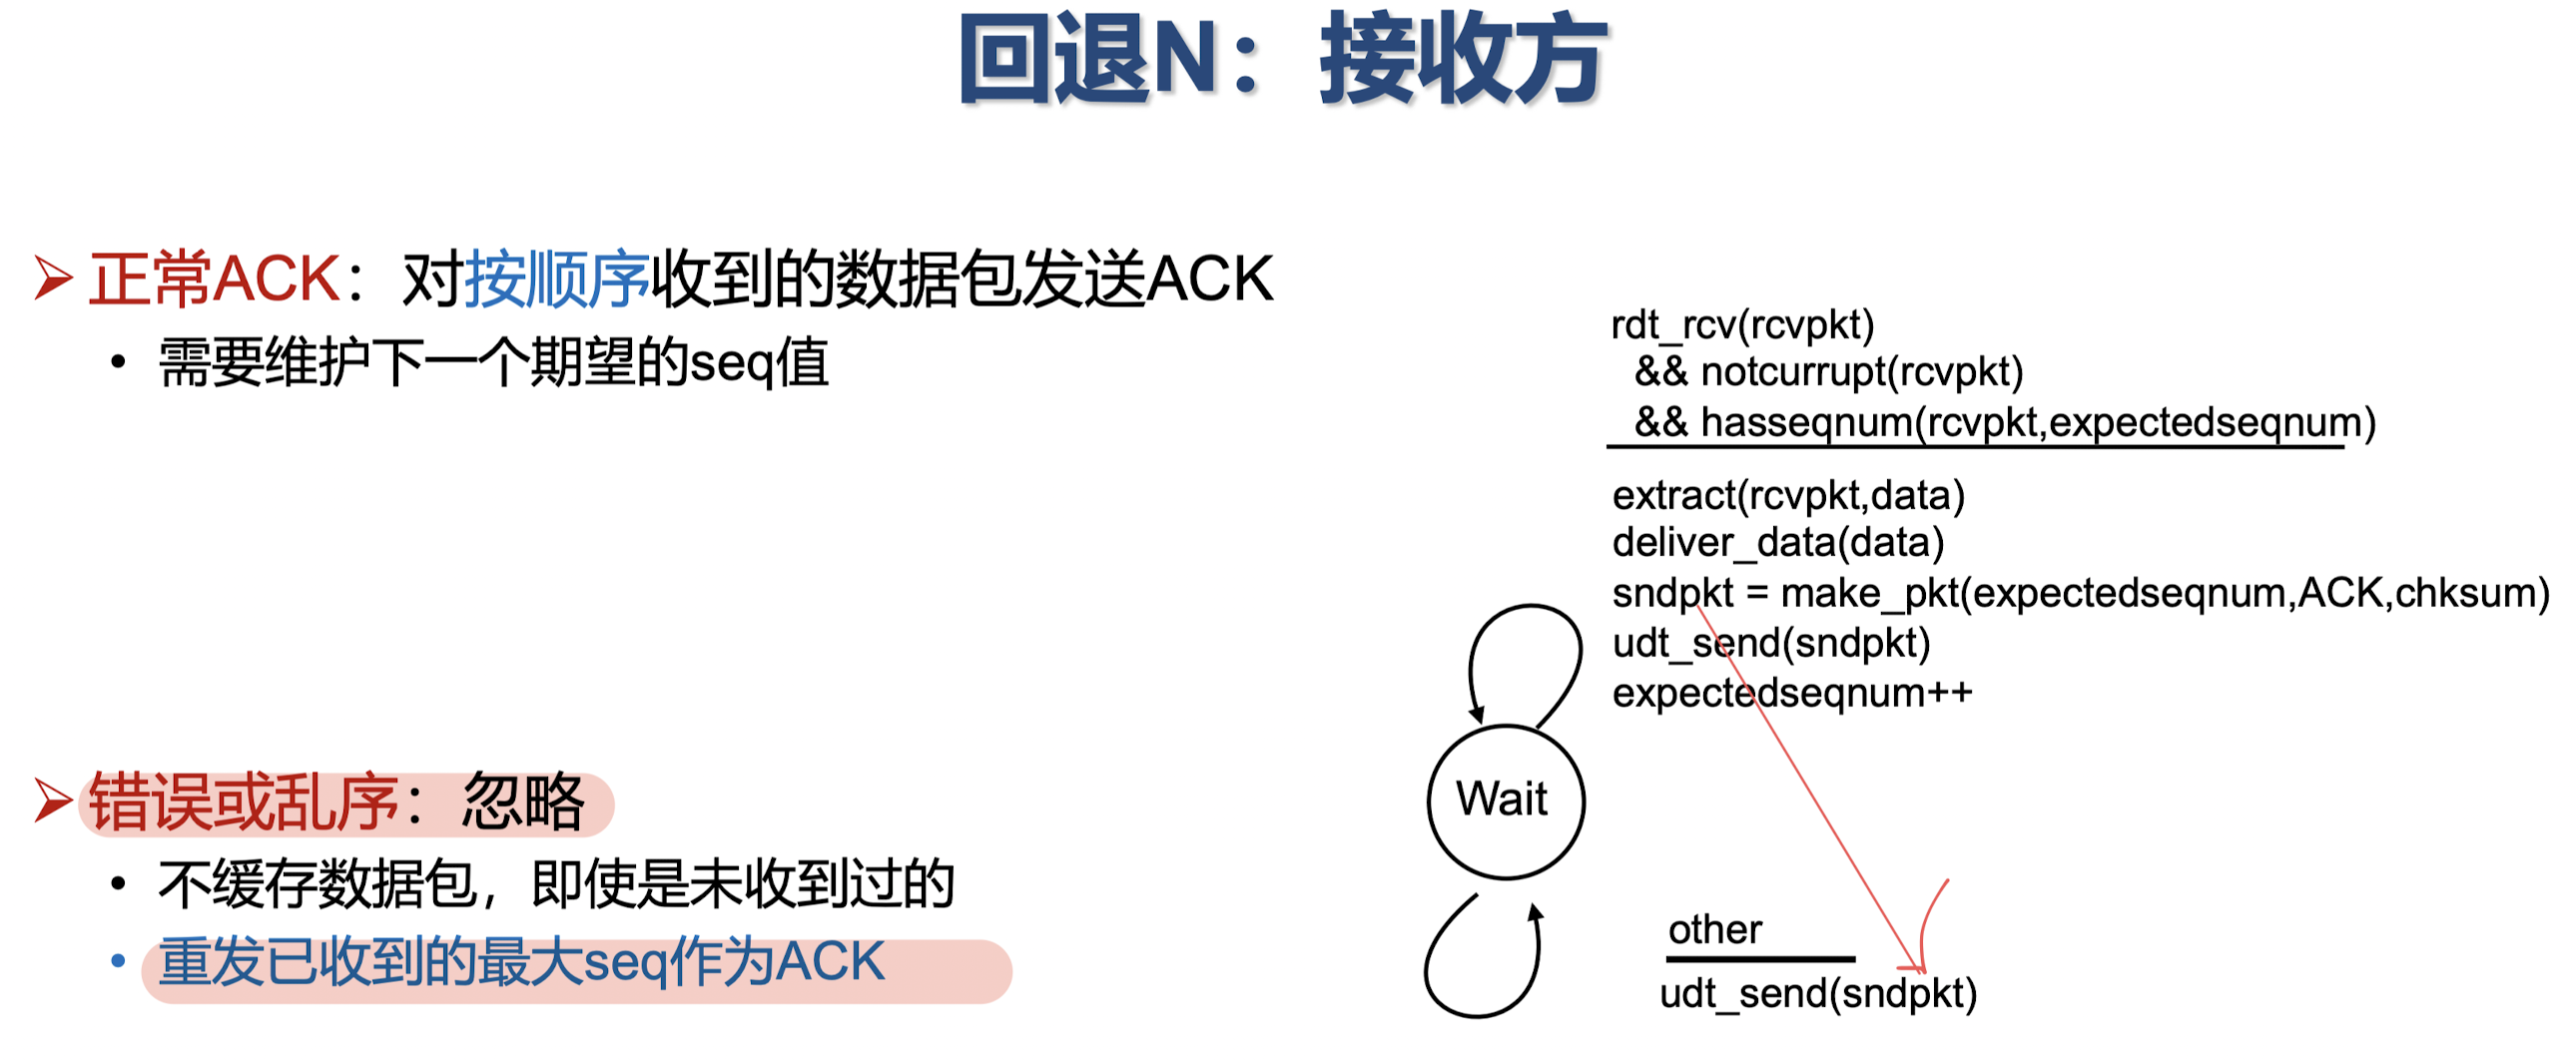 回退N：接收方
正常ACK：对按顺序收到的数据包发送ACK
需要维护下一个期望的seq值
错误或乱序：忽略
不缓存数据包，即使是未收到过的
重发已收到的最大seq作为ACK
rdt_rcv(rcvpkt)
&& notcurrupt(rcvpkt)
&& hasseqnum(rcvpkt,expectedseqnum)
extract(rcvpkt,data)
deliver_data(data)
sndpkt = make_pkt(expectedseqnum,ACK,chksum)
udt_send(sndpkt)
expectedseqnum++
Wait
other
udt_send(sndpkt)